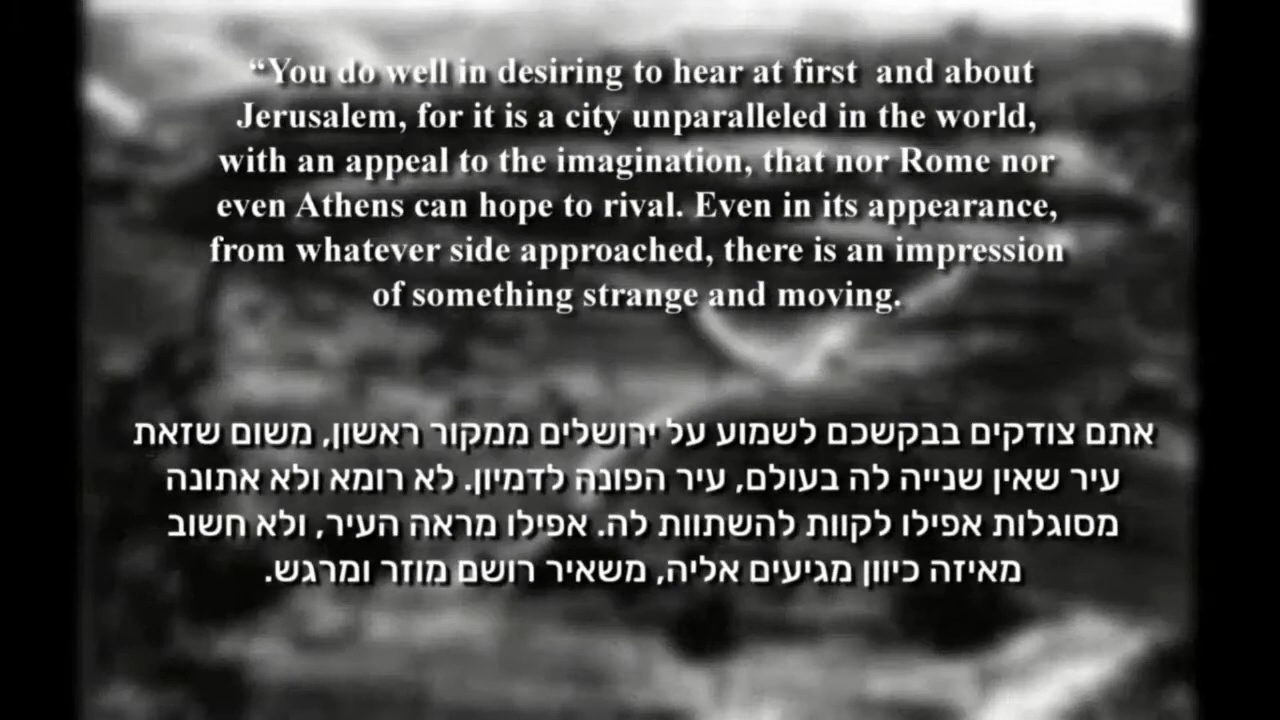 “You do well in desiring to hear at first and about
Jerusalem, for it is a city unparalleled in the world,
with an appeal to the imagination, that nor Rome nor
even Athens can hope to rival. Even in its appearance,
from whatever side approached, there is an impression
of something strange and moving.
אתם צודקים בבקשכם לשמוע על ירושלים ממקור ראשון, משום שזאת
עיר שאין שנייה לה בעולם, עיר הפונה לדמיון. לא רומא ולא אתונה
מסוגלות אפילו לקוות להשתוות לה. אפילו מראה העיר, ולא חשוב
מאיזה כיוון מגיעים אליה, משאיר רושם מוזר ומרגש.